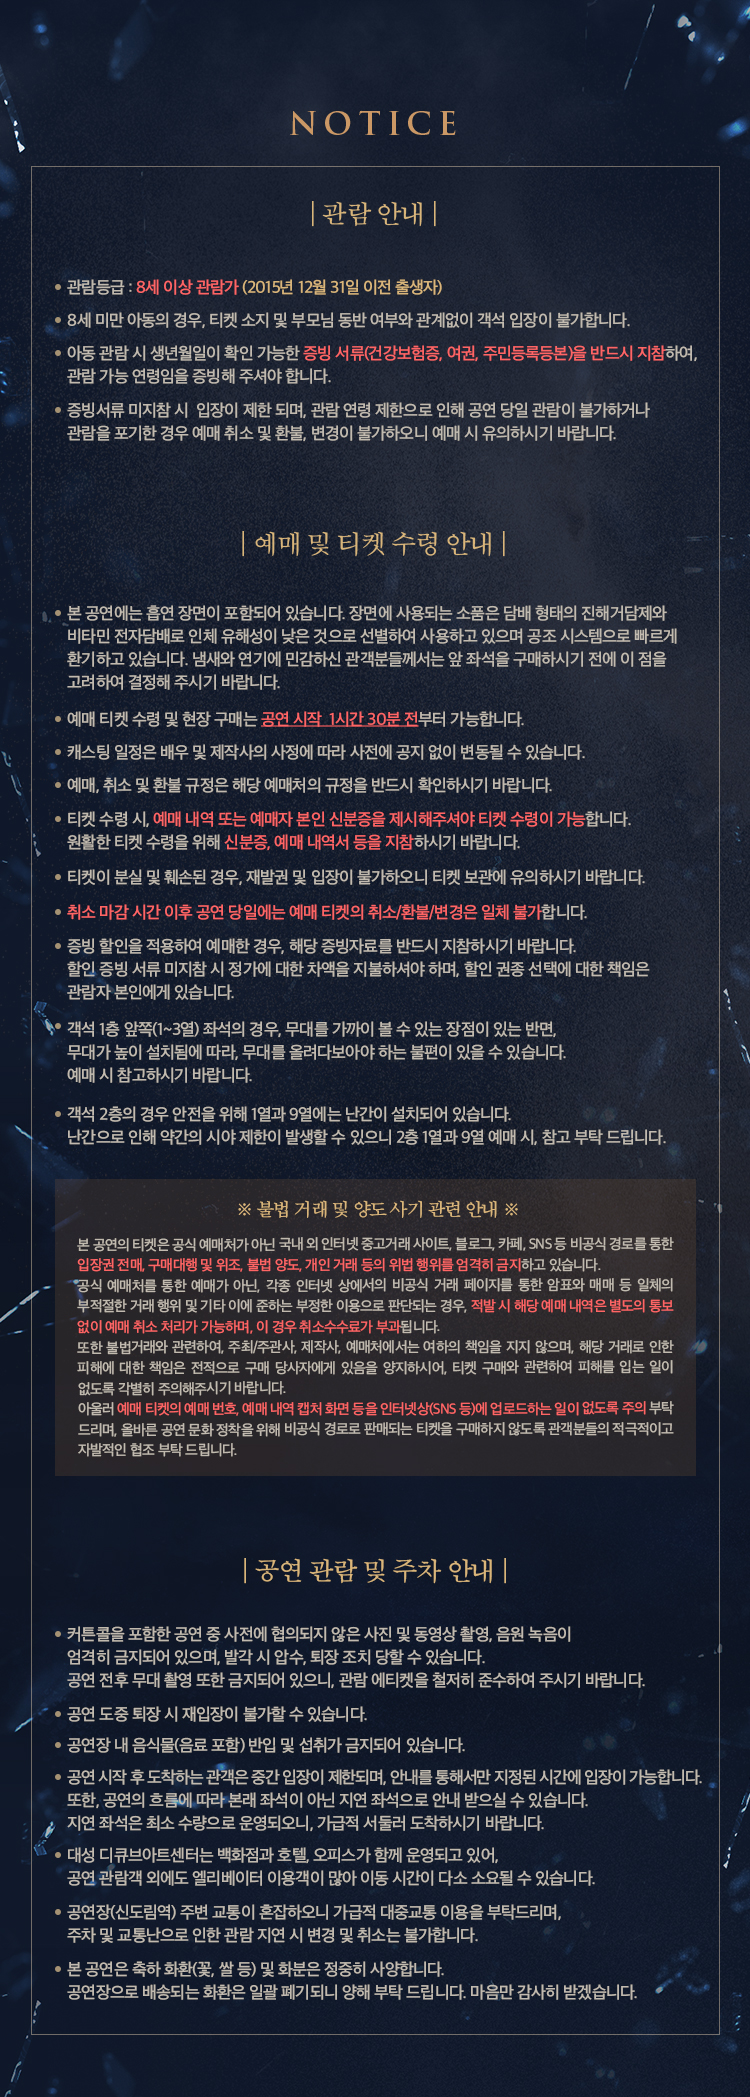 NOTICE
| 관람 안내 |
• 관람등급 : 8세 이상 관람가 (2015년 12월 31일 이전 출생자)
• 8세 미만 아동의 경우, 티켓 소지 및 부모님 동반 여부와 관계없이 객석 입장이 불가합니다.
• 아동 관람 시 생년월일이 확인 가능한 증빙 서류(건강보험증, 여권, 주민등록등본)을 반드시 지참하여,
관람 가능 연령임을 증빙해 주셔야 합니다.
• 증빙서류 미지참 시 입장이 제한 되며, 관람 연령 제한으로 인해 공연 당일 관람이 불가하거나
관람을 포기한 경우 예매 취소 및 환불, 변경이 불가하오니 예매 시 유의하시기 바랍니다.
| 예매 및 티켓 수령 안내 |
• 본 공연에는 흡연 장면이 포함되어 있습니다. 장면에 사용되는 소품은 담배 형태의 진해거담제와
비타민 전자담배로 인체 유해성이 낮은 것으로 선별하여 사용하고 있으며 공조 시스템으로 빠르게
환기하고 있습니다. 냄새와 연기에 민감하신 관객분들께서는 앞 좌석을 구매하시기 전에 이 점을
고려하여 결정해 주시기 바랍니다.
• 예매 티켓 수령 및 현장 구매는 공연 시작 1시간 30분 전부터 가능합니다.
• 캐스팅 일정은 배우 및 제작사의 사정에 따라 사전에 공지 없이 변동될 수 있습니다.
• 예매, 취소 및 환불 규정은 해당 예매처의 규정을 반드시 확인하시기 바랍니다.
• 티켓 수령 시, 예매 내역 또는 예매자 본인 신분증을 제시해주셔야 티켓 수령이 가능합니다.
원활한 티켓 수령을 위해 신분증, 예매 내역서 등을 지참하시기 바랍니다.
• 티켓이 분실 및 훼손된 경우, 재발권 및 입장이 불가하오니 티켓 보관에 유의하시기 바랍니다.
• 취소 마감 시간 이후 공연 당일에는 예매 티켓의 취소/환불/변경은 일체 불가합니다.
• 증빙 할인을 적용하여 예매한 경우, 해당 증빙자료를 반드시 지참하시기 바랍니다.
할인 증빙 서류 미지참 시 정가에 대한 차액을 지불하셔야 하며, 할인 권종 선택에 대한 책임은
관람자 본인에게 있습니다.
• 객석 1층 앞쪽(1~3열) 좌석의 경우, 무대를 가까이 볼 수 있는 장점이 있는 반면,
무대가 높이 설치됨에 따라, 무대를 올려다보아야 하는 불편이 있을 수 있습니다.
예매 시 참고하시기 바랍니다.
• 객석 2층의 경우 안전을 위해 1열과 9열에는 난간이 설치되어 있습니다.
난간으로 인해 약간의 시야 제한이 발생할 수 있으니 2층 1열과 9열 예매 시, 참고 부탁 드립니다.
※ 불법 거래 및 양도 사기 관련 안내 ※
본 공연의 티켓은 공식 예매처가 아닌 국내 외 인터넷 중고거래 사이트, 블로그, 카페, SNS 등 비공식 경로를 통한
입장권 전매, 구매대행 및 위조, 불법 양도, 개인 거래 등의 위법 행위를 엄격히 금지하고 있습니다.
공식 예매처를 통한 예매가 아닌, 각종 인터넷 상에서의 비공식 거래 페이지를 통한 암표와 매매 등 일체의
부적절한 거래 행위 및 기타 이에 준하는 부정한 이용으로 판단되는 경우, 적발 시 해당 예매 내역은 별도의 통보
없이 예매 취소 처리가 가능하며, 이 경우 취소수수료가 부과됩니다.
또한 불법거래와 관련하여, 주최/주관사, 제작사, 예매처에서는 여하의 책임을 지지 않으며, 해당 거래로 인한
피해에 대한 책임은 전적으로 구매 당사자에게 있음을 양지하시어, 티켓 구매와 관련하여 피해를 입는 일이
없도록 각별히 주의해주시기 바랍니다.
아울러 예매 티켓의 예매 번호, 예매 내역 캡처 화면 등을 인터넷상(SNS 등)에 업로드하는 일이 없도록 주의 부탁
드리며, 올바른 공연 문화 정착을 위해 비공식 경로로 판매되는 티켓을 구매하지 않도록 관객분들의 적극적이고
자발적인 협조 부탁 드립니다.
| 공연 관람 및 주차 안내 |
• 커튼콜을 포함한 공연 중 사전에 협의되지 않은 사진 및 동영상 촬영, 음원 녹음이
엄격히 금지되어 있으며, 발각 시 압수, 퇴장 조치 당할 수 있습니다.
공연 전후 무대 촬영 또한 금지되어 있으니, 관람 에티켓을 철저히 준수하여 주시기 바랍니다.
• 공연 도중 퇴장 시 재입장이 불가할 수 있습니다.
• 공연장 내 음식물(음료 포함) 반입 및 섭취가 금지되어 있습니다.
• 공연 시작 후 도착하는 관객은 중간 입장이 제한되며, 안내를 통해서만 지정된 시간에 입장이 가능합니다.
또한, 공연의 흐름에 따라 본래 좌석이 아닌 지연 좌석으로 안내 받으실 수 있습니다.
지연 좌석은 최소 수량으로 운영되오니, 가급적 서둘러 도착하시기 바랍니다.
• 대성 디큐브아트센터는 백화점과 호텔, 오피스가 함께 운영되고 있어,
공연 관람객 외에도 엘리베이터 이용객이 많아 이동 시간이 다소 소요될 수 있습니다.
• 공연장(신도림역) 주변 교통이 혼잡하오니 가급적 대중교통 이용을 부탁드리며,
주차 및 교통난으로 인한 관람 지연 시 변경 및 취소는 불가합니다.
• 본 공연은 축하 화환(꽃, 쌀 등) 및 화분은 정중히 사양합니다.
공연장으로 배송되는 화환은 일괄 폐기되니 양해 부탁 드립니다. 마음만 감사히 받겠습니다.